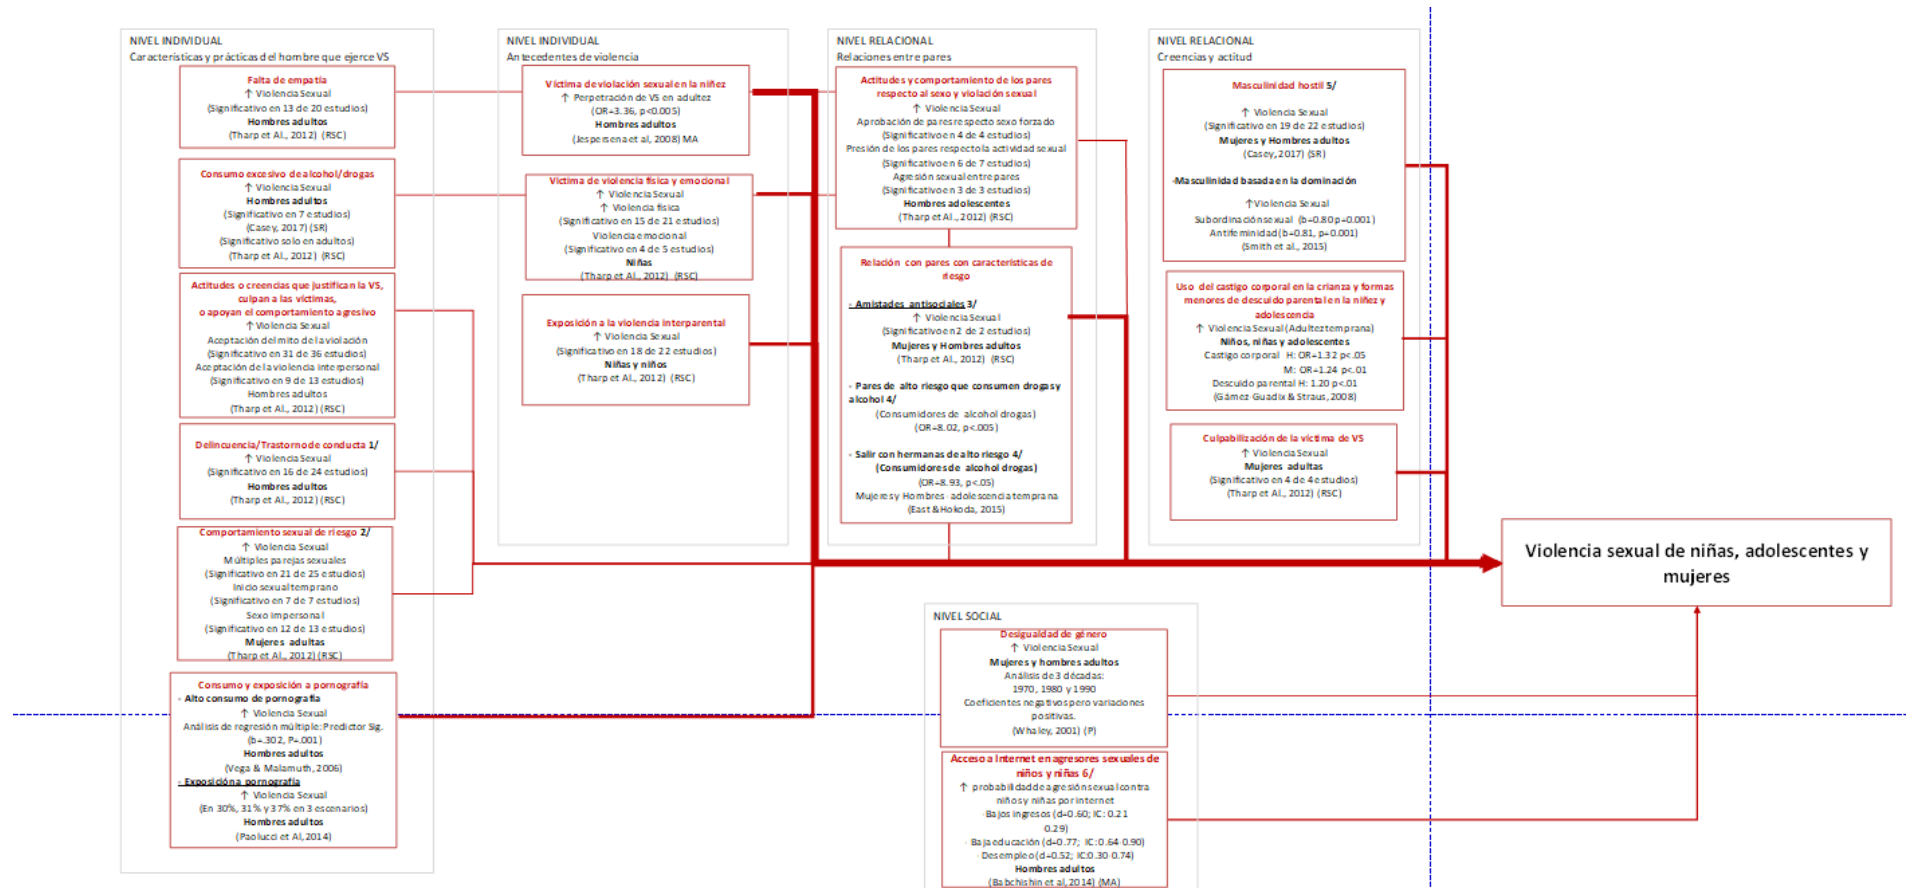 NIVEL INDIVIDUAL
Características y prácticas del hombre que ejerce VS
Falta de empatía
↑ Violencia Sexual
(Significativo en 13 de 20 estudios)
Hombres adultos
(Tharp et Al., 2012) (RSC)
Consumo excesivo de alcohol/drogas
↑ Violencia Sexual
Hombres adultos
(Significativo en 7 estudios)
(Casey, 2017) (SR)
(Significativo solo en adultos)
(Tharp et Al., 2012) (RSC)
Actitudes o creencias que justifican la VS,
culpan a las víctimas,
o apoyan el comportamiento agresivo
↑ Violencia Sexual
Aceptación del mito de la violación
(Significativo en 31 de 36 estudios)
Aceptación de la violencia interpersonal
(Significativo en 9 de 13 estudios)
Hombres adultos
(Tharp et Al., 2012) (RSC)
Delincuencia/Trastorno de conducta 1/
↑ Violencia Sexual
(Significativo en 16 de 24 estudios)
Hombres adultos
(Tharp et Al., 2012) (RSC)
Comportamiento sexual de riesgo 2/
↑ Violencia Sexual
Múltiples parejas sexuales
(Significativo en 21 de 25 estudios)
Inicio sexual temprano
(Significativo en 7 de 7 estudios)
Sexo impersonal
(Significativo en 12 de 13 estudios)
Mujeres adultas
(Tharp et Al., 2012) (RSC)
Consumo y exposición a pornografía
- Alto consumo de pornografía
↑ Violencia Sexual
Análisis de regresión múltiple: Predictor Sig.
(b=.302, P=.001)
Hombres adultos
(Vega & Malamuth, 2006)
- Exposición a pornografía
↑ Violencia Sexual
(En 30%, 31% y 37% en 3 escenarios)
Hombres adultos
(Paolucci et Al, 2014)
NIVEL INDIVIDUAL
Antecedentes de violencia
Víctima de violación sexual en la niñez
↑ Perpetración de VS en adultez
(OR=3.36, p<0.005)
Hombres adultos
(Jespersena et al, 2008) MA
Víctima de violencia física y emocional
↑ Violencia Sexual
↑ Violencia física
(Significativo en 15 de 21 estudios)
Violencia emocional
(Significativo en 4 de 5 estudios)
Niñas
(Tharp et Al., 2012) (RSC)
Exposición a la violencia interparental
↑ Violencia Sexual
(Significativo en 18 de 22 estudios)
Niñas y niños
(Tharp et Al., 2012) (RSC)
NIVEL RELACIONAL
Relaciones entre pares
Actitudes y comportamiento de los pares
respecto al sexo y violación sexual
↑ Violencia Sexual
Aprobación de pares respecto sexo forzado
(Significativo en 4 de 4 estudios)
Presión de los pares respecto la actividad sexual
(Significativo en 6 de 7 estudios)
Agresión sexual entre pares
(Significativo en 3 de 3 estudios)
Hombres adolescentes
(Tharp et Al., 2012) (RSC)
Relación con pares con características de
riesgo
- Amistades antisociales 3/
↑ Violencia Sexual
(Significativo en 2 de 2 estudios)
Mujeres y Hombres adultos
(Tharp et Al., 2012) (RSC)
- Pares de alto riesgo que consumen drogas y
alcohol 4/
(Consumidores de alcohol drogas)
(OR=8.02, p<.005)
- Salir con hermanas de alto riesgo 4/
(Consumidores de alcohol drogas)
(OR=8.93, p<.05)
Mujeres y Hombres - adolescencia temprana
(East & Hokoda, 2015)
NIVEL RELACIONAL
Creencias y actitud
Masculinidad hostil 5/
↑ Violencia Sexual
(Significativo en 19 de 22 estudios)
Mujeres y Hombres adultos
(Casey, 2017) (SR)
-Masculinidad basada en la dominación
↑Violencia Sexual
Subordinación sexual (b=0.80 p=0.001)
Antifeminidad (b=0.81, p=0.001)
(Smith et al., 2015)
Uso del castigo corporal en la crianza y formas
menores de descuido parental en la niñez y
adolescencia
↑ Violencia Sexual (Adultez temprana)
Niños, niñas y adolescentes
Castigo corporal H: OR=1.32 p<.05
M: OR=1.24 p<.01
Descuido parental H: 1.20 p<.01
(Gámez-Guadix & Straus, 2008)
Culpabilización de la víctima de VS
↑ Violencia Sexual
Mujeres adultas
(Significativo en 4 de 4 estudios)
(Tharp et Al., 2012) (RSC)
Violencia sexual de niñas, adolescentes y
mujeres
NIVEL SOCIAL
Desigualdad de género
↑ Violencia Sexual
Mujeres y hombres adultos
Análisis de 3 décadas:
1970, 1980 y 1990
Coeficientes negativos pero variaciones
positivas.
(Whaley, 2001) (P)
Acceso a Internet en agresores sexuales de
niños y niñas 6/
↑ probabilidad de agresión sexual contra
niños y niñas por internet
- Bajos ingresos (d=0.60; IC: 0.21
0.29)
- Baja educación (d=0.77; IC:0.64-0.90)
- Desempleo (d=0.52; IC:0.30-0.74)
Hombres adultos
(Babchishin et al, 2014) (MA)